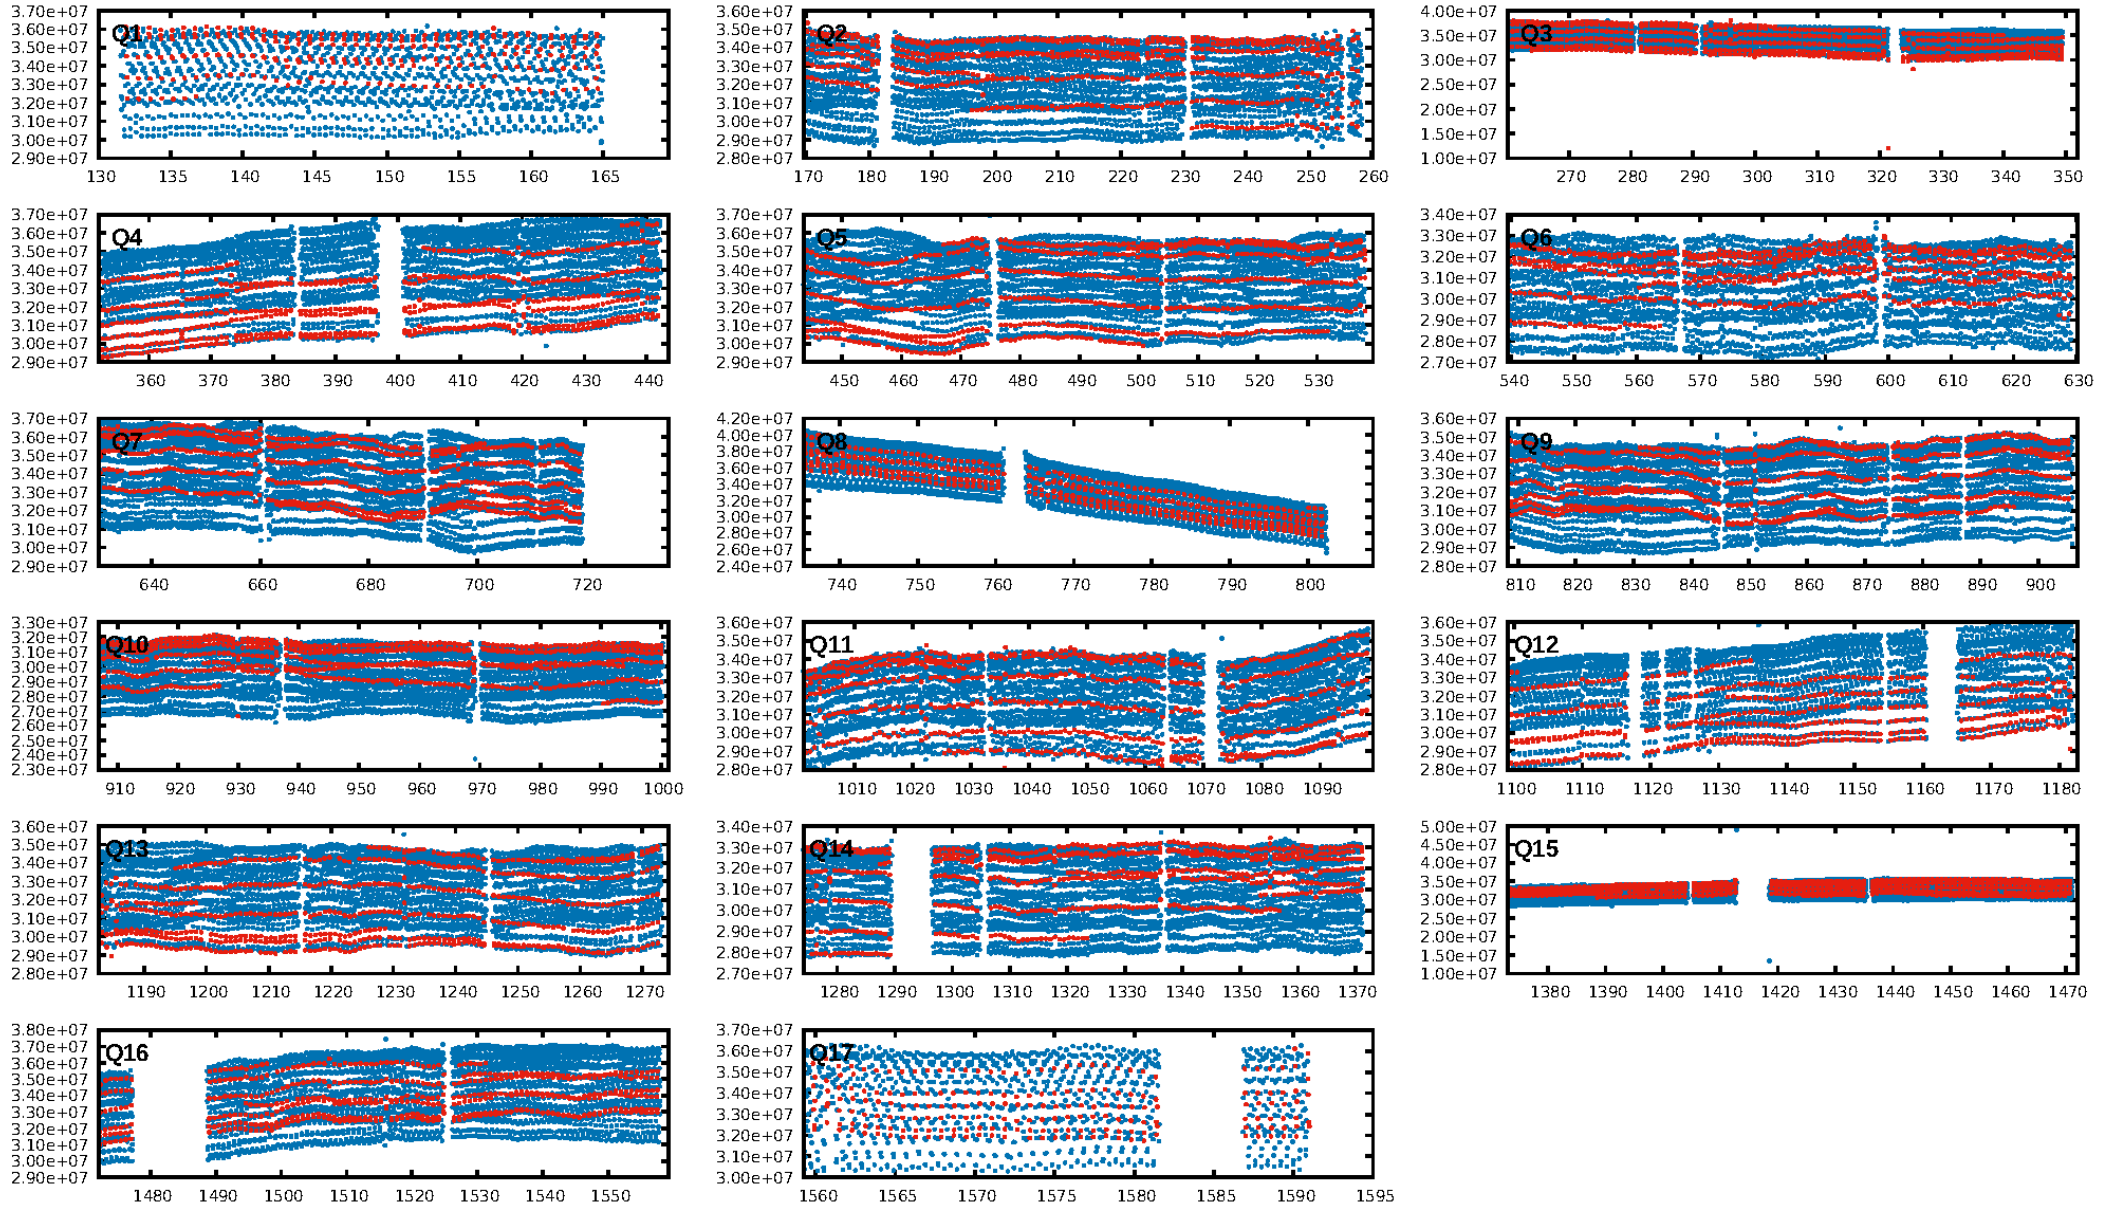 Q1
3.70e+07
3.60e+07
3.50e+07
3.40e+07
3.30e+07
3.20e+07
3.10e+07
3.00e+07
2.90e+07
130 135 140 145 150 155 160 165
Q2
3.60e+07
3.50e+07
3.40e+07
3.30e+07
3.20e+07
3.10e+07
3.00e+07
2.90e+07
2.80e+07
170 180 190 200 210 220 230 240 250 260
Q3
4.00e+07
3.50e+07
3.00e+07
2.50e+07
2.00e+07
1.50e+07
1.00e+07
270 280 290 300 310 320 330 340 350
Q4
3.70e+07
3.60e+07
3.50e+07
3.40e+07
3.30e+07
3.20e+07
3.10e+07
3.00e+07
2.90e+07
360 370 380 390 400 410 420 430 440
Q5
3.70e+07
3.60e+07
3.50e+07
3.40e+07
3.30e+07
3.20e+07
3.10e+07
3.00e+07
2.90e+07
450 460 470 480 490 500 510 520 530
Q6
3.40e+07
3.30e+07
3.20e+07
3.10e+07
3.00e+07
2.90e+07
2.80e+07
2.70e+07
540 550 560 570 580 590 600 610 620 630
Q7
3.70e+07
3.60e+07
3.50e+07
3.40e+07
3.30e+07
3.20e+07
3.10e+07
3.00e+07
2.90e+07
640 660 680 700 720
Q8
4.20e+07
4.00e+07
3.80e+07
3.60e+07
3.40e+07
3.20e+07
3.00e+07
2.80e+07
2.60e+07
2.40e+07
740 750 760 770 780 790 800
Q9
3.60e+07
3.50e+07
3.40e+07
3.30e+07
3.20e+07
3.10e+07
3.00e+07
2.90e+07
2.80e+07
810 820 830 840 850 860 870 880 890 900
Q10
3.30e+07
3.20e+07
3.10e+07
3.00e+07
2.90e+07
2.80e+07
2.70e+07
2.60e+07
2.50e+07
2.40e+07
2.30e+07
910 920 930 940 950 960 970 980 990 1000
Q11
3.60e+07
3.50e+07
3.40e+07
3.30e+07
3.20e+07
3.10e+07
3.00e+07
2.90e+07
2.80e+07
1010 1020 1030 1040 1050 1060 1070 1080 1090
Q12
3.60e+07
3.50e+07
3.40e+07
3.30e+07
3.20e+07
3.10e+07
3.00e+07
2.90e+07
2.80e+07
1100 1110 1120 1130 1140 1150 1160 1170 1180
Q13
3.60e+07
3.50e+07
3.40e+07
3.30e+07
3.20e+07
3.10e+07
3.00e+07
2.90e+07
2.80e+07
1190 1200 1210 1220 1230 1240 1250 1260 1270
Q14
3.40e+07
3.30e+07
3.20e+07
3.10e+07
3.00e+07
2.90e+07
2.80e+07
2.70e+07
1280 1290 1300 1310 1320 1330 1340 1350 1360 1370
Q15
5.00e+07
4.50e+07
4.00e+07
3.50e+07
3.00e+07
2.50e+07
2.00e+07
1.50e+07
1.00e+07
1380 1390 1400 1410 1420 1430 1440 1450 1460 1470
Q16
3.80e+07
3.70e+07
3.60e+07
3.50e+07
3.40e+07
3.30e+07
3.20e+07
3.10e+07
3.00e+07
2.90e+07
1480 1490 1500 1510 1520 1530 1540 1550
Q17
3.70e+07
3.60e+07
3.50e+07
3.40e+07
3.30e+07
3.20e+07
3.10e+07
3.00e+07
1560 1565 1570 1575 1580 1585 1590 1595